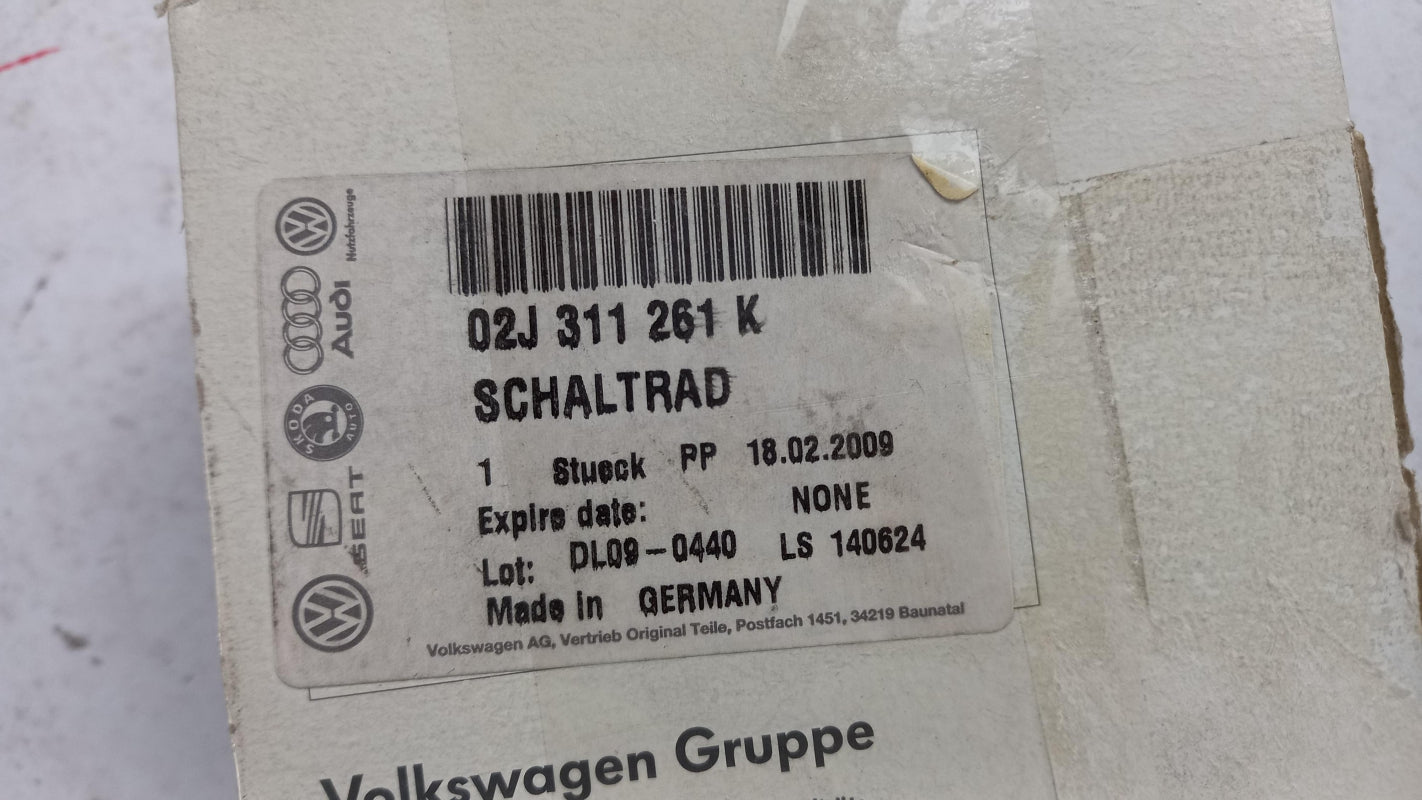 Nutzfahrzeuge
Audi
SKODA AUTO
SEAT
02J 311 261 K
SCHALTRAD
1 Stueck PP 18.02.2009
Expire date: NONE
Lot: DL09-0440 LS 140624
Made in GERMANY
Volkswagen AG, Vertrieb Original Teile, Postfach 1451, 34219 Baunatal
Volkswagen Gruppe